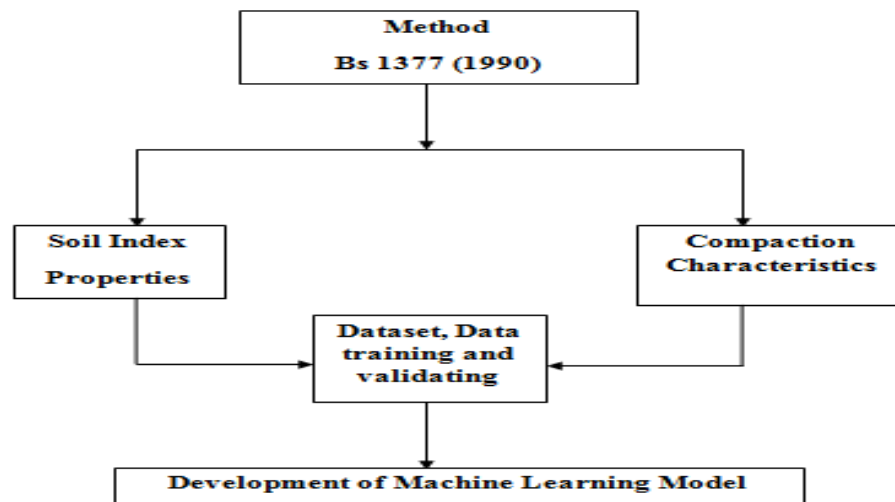 Method
Bs 1377 (1990)
Soil Index
Properties
Compaction
Characteristics
Dataset, Data
training and
validating
Development of Machine Learning Model